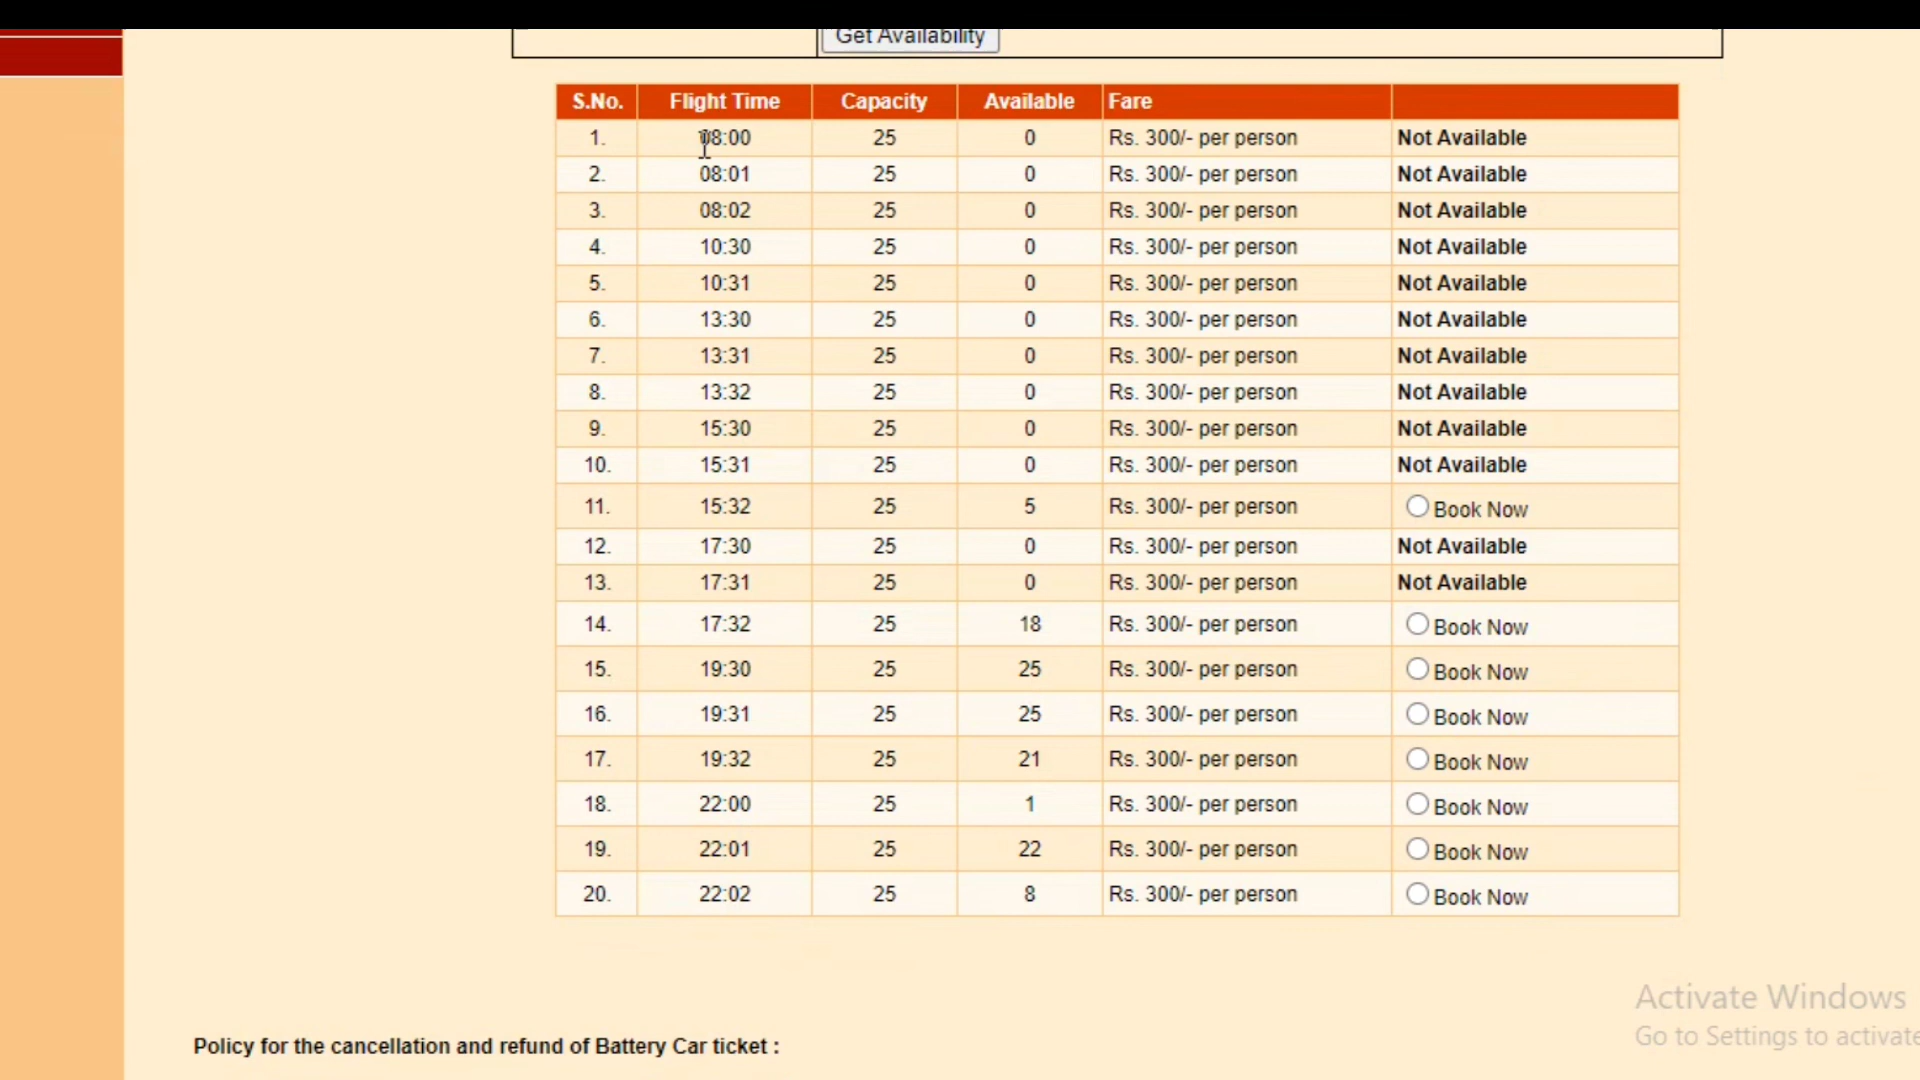 Get Availability
S.No. Flight Time Capacity Available Fare
1. 08:00 25 0 Rs. 300/- per person Not Available
2. 08:01 25 0 Rs. 300/- per person Not Available
3. 08:02 25 0 Rs. 300/- per person Not Available
4. 10:30 25 0 Rs. 300/- per person Not Available
5. 10:31 25 0 Rs. 300/- per person Not Available
6. 13:30 25 0 Rs. 300/- per person Not Available
7. 13:31 25 0 Rs. 300/- per person Not Available
8. 13:32 25 0 Rs. 300/- per person Not Available
9. 15:30 25 0 Rs. 300/- per person Not Available
10. 15:31 25 0 Rs. 300/- per person Not Available
11. 15:32 25 5 Rs. 300/- per person Book Now
12. 17:30 25 0 Rs. 300/- per person Not Available
13. 17:31 25 0 Rs. 300/- per person Not Available
14. 17:32 25 18 Rs. 300/- per person Book Now
15. 19:30 25 25 Rs. 300/- per person Book Now
16. 19:31 25 25 Rs. 300/- per person Book Now
17. 19:32 25 21 Rs. 300/- per person Book Now
18. 22:00 25 1 Rs. 300/- per person Book Now
19. 22:01 25 22 Rs. 300/- per person Book Now
20. 22:02 25 8 Rs. 300/- per person Book Now
Activate Windows
Go to Settings to activate
Policy for the cancellation and refund of Battery Car ticket :